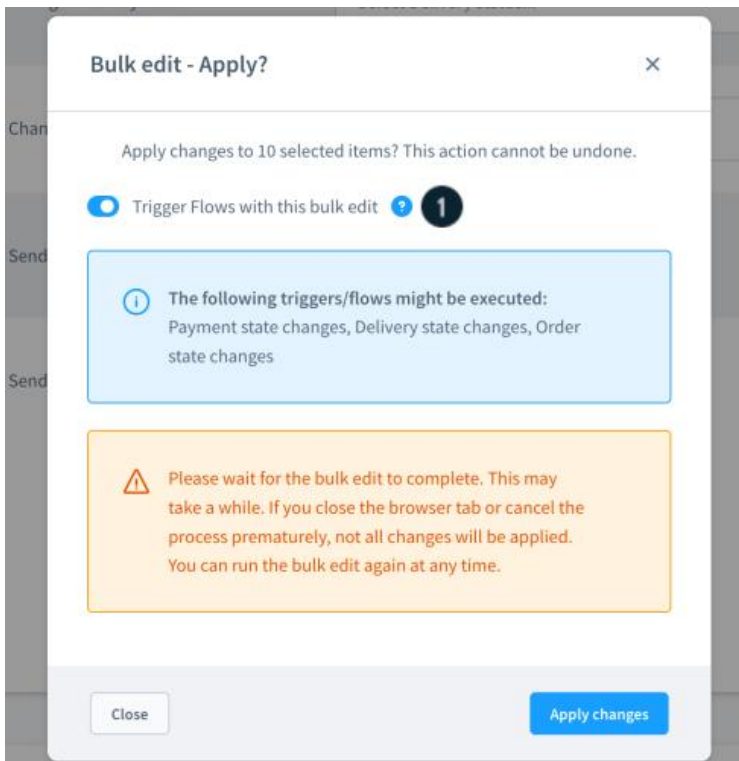 Bulk edit - Apply?
Chan
Apply changes to 10 selected items? This action cannot be undone.
Trigger Flows with this bulk edit ? 1
Send
The following triggers/flows might be executed:
Payment state changes, Delivery state changes, Order
state changes
Send
Please wait for the bulk edit to complete. This may
take a while. If you close the browser tab or cancel the
process prematurely, not all changes will be applied.
You can run the bulk edit again at any time.
Close
Apply changes